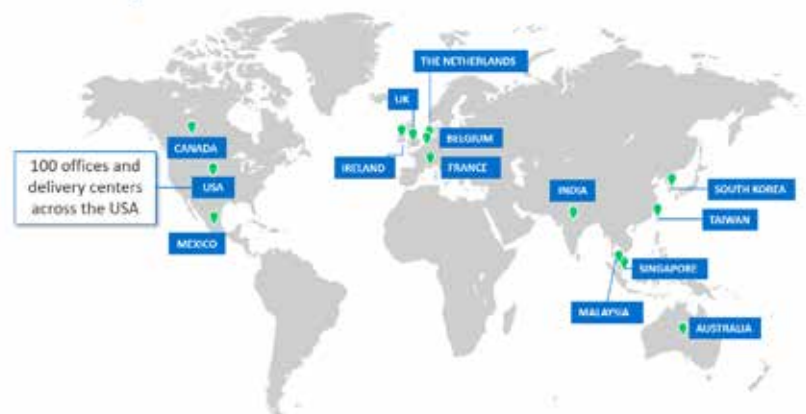 THE NETHERLANDS
UK
BELGIUM
CANADA
IRELAND
FRANCE
100 offices and
delivery centers
across the USA
USA
INDIA
SOUTH KOREA
TAIWAN
MEXICO
SINGAPORE
MALAYSIA
AUSTRALIA